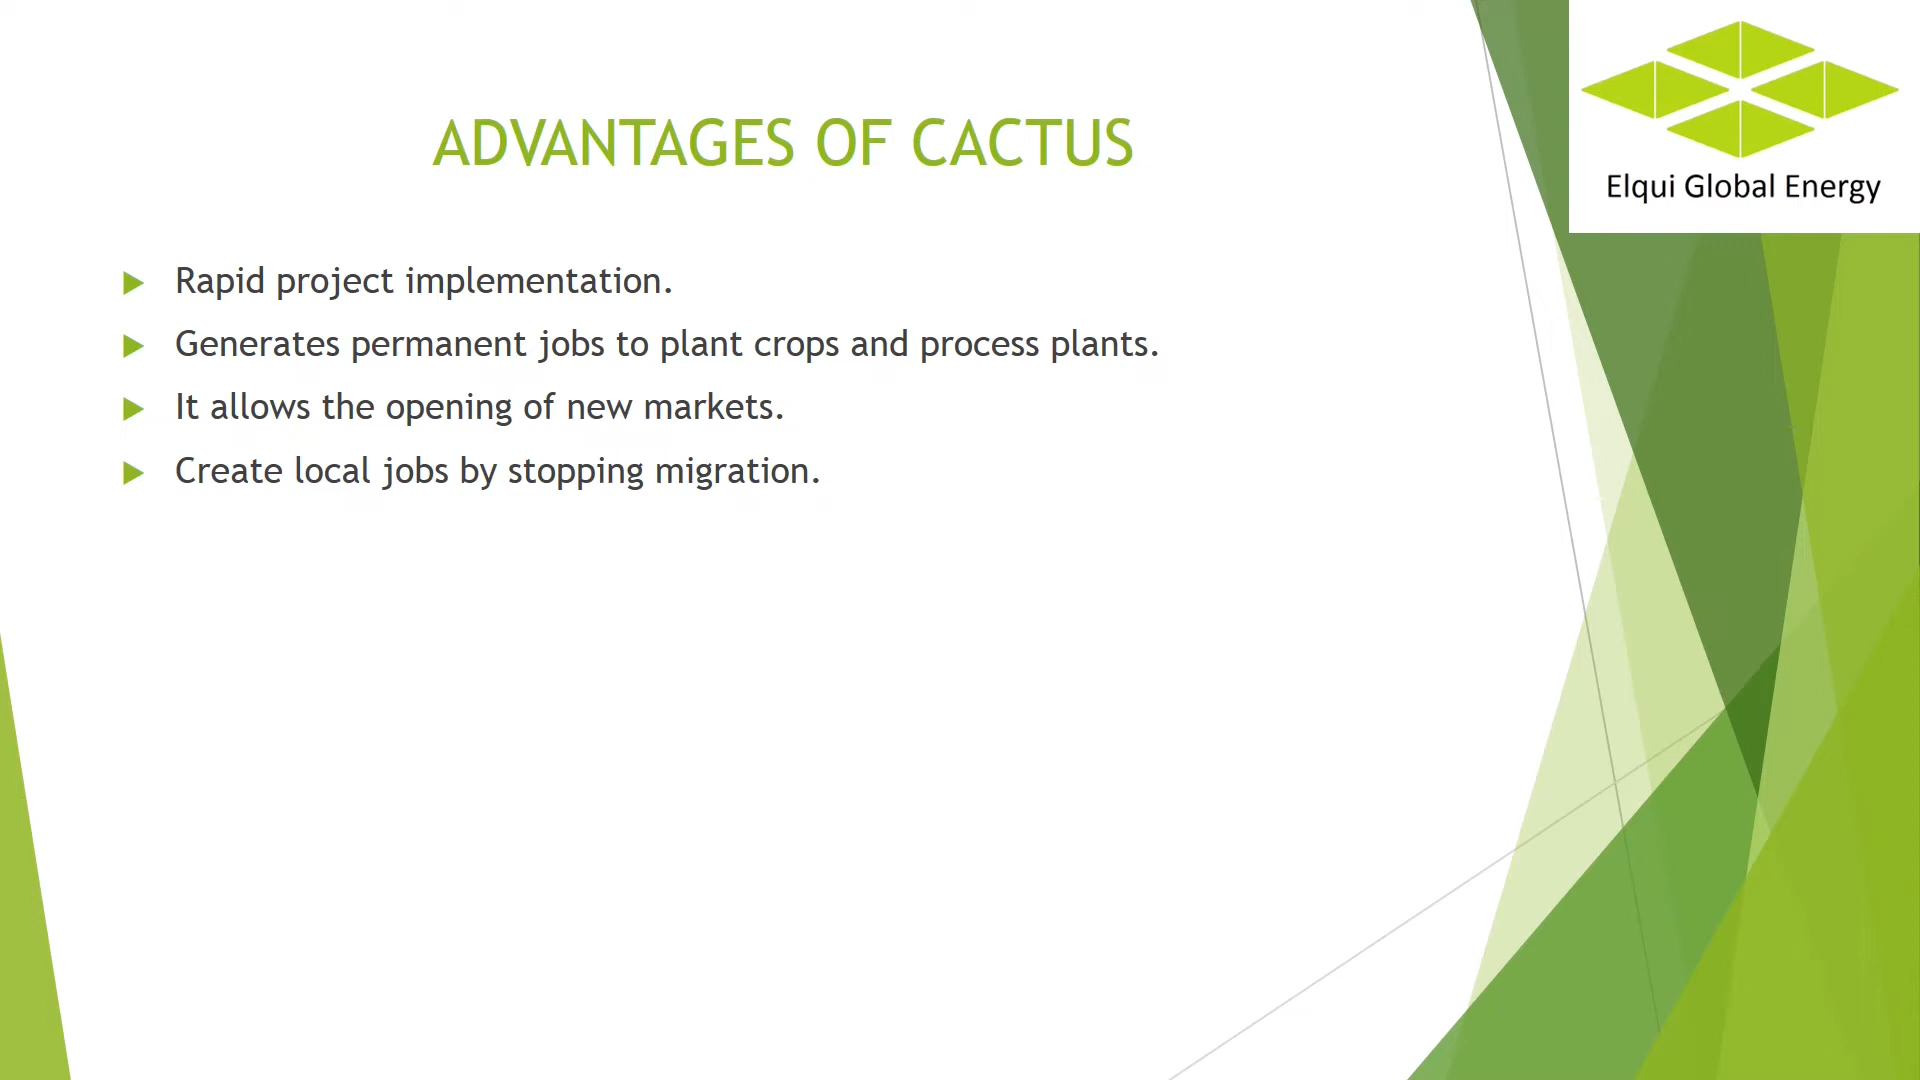 Elqui Global Energy
ADVANTAGES OF CACTUS
Rapid project implementation.
Generates permanent jobs to plant crops and process plants.
It allows the opening of new markets.
Create local jobs by stopping migration.